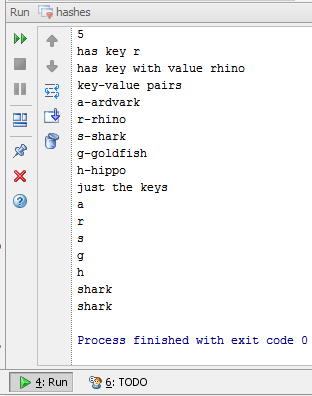 Run hashes
5
has key r
has key with value rhino
key-value pairs
a-ardvark
r-rhino
s-shark
g-goldfish
h-hippo
just the keys
a
r
s
g
h
shark
shark
Process finished with exit code 0
4: Run 6: TODO